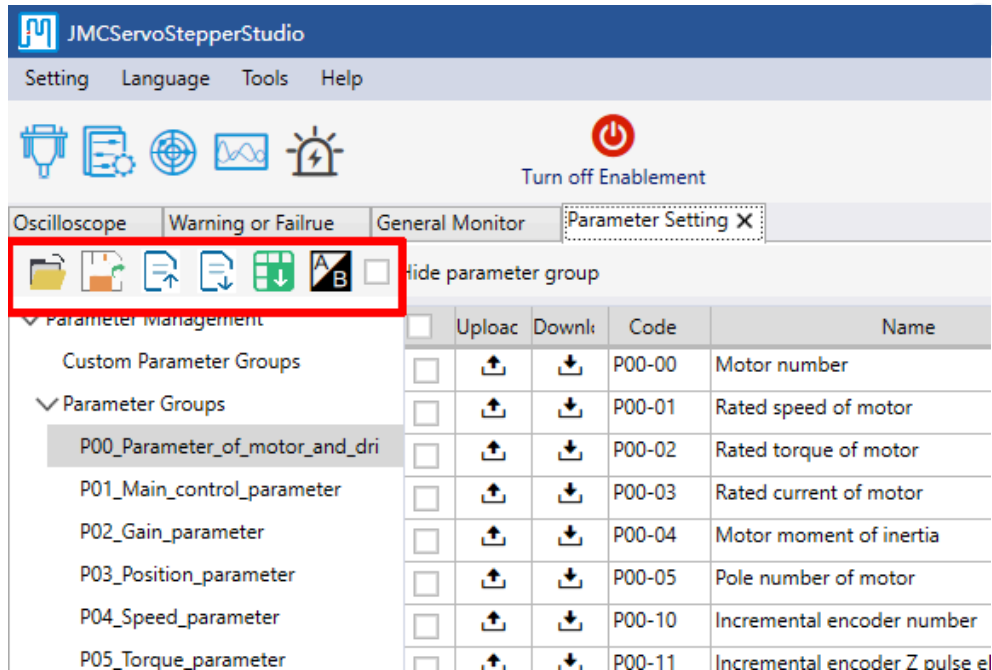 JMCServoStepperStudio
Setting Language Tools Help
Turn off Enablement
Oscilloscope Warning or Failrue General Monitor Parameter Setting X
A B Hide parameter group
Parameter Management
Uploac Downl Code Name
Custom Parameter Groups
P00-00 Motor number
Parameter Groups
P00-01 Rated speed of motor
P00_Parameter_of_motor_and_dri
P00-02 Rated torque of motor
P01_Main_control_parameter
P00-03 Rated current of motor
P02_Gain_parameter
P00-04 Motor moment of inertia
P03_Position_parameter
P00-05 Pole number of motor
P04_Speed_parameter
P00-10 Incremental encoder number
P05_Torque_parameter
P00-11 Incremental encoder Z pulse el